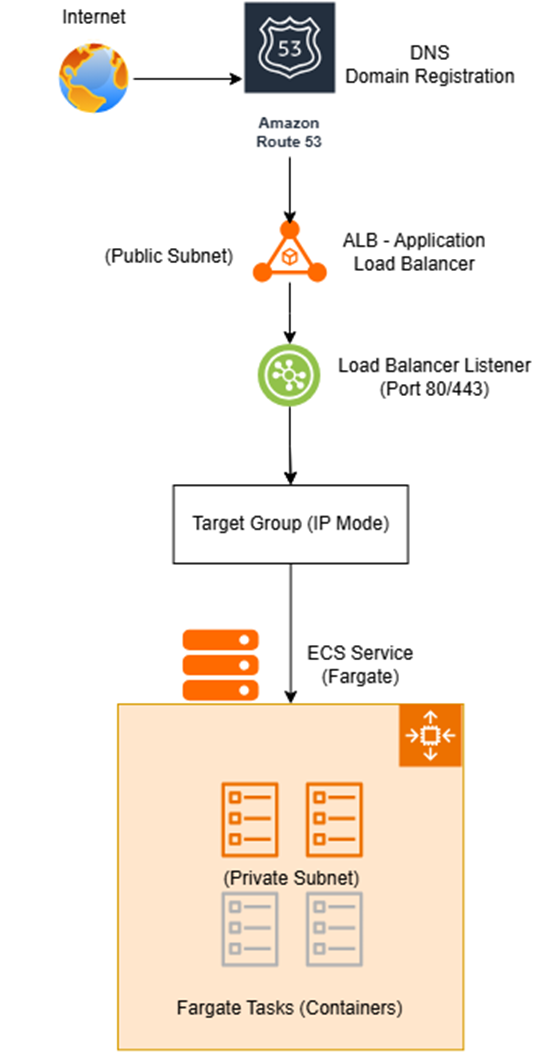 Internet
53
DNS
Domain Registration
Amazon
Route 53
(Public Subnet)
ALB - Application
Load Balancer
Load Balancer Listener
(Port 80/443)
Target Group (IP Mode)
ECS Service
(Fargate)
(Private Subnet)
Fargate Tasks (Containers)